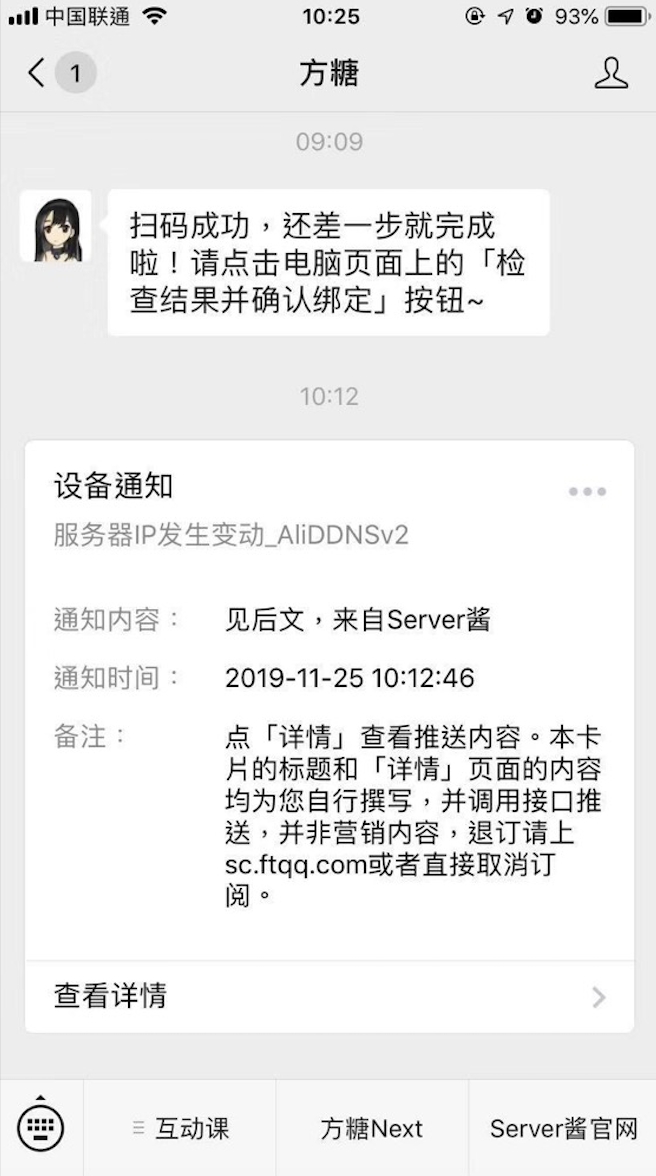 中国联通 10:25 93%
1 方糖
09:09
扫码成功，还差一步就完成
啦！请点击电脑页面上的「检
查结果并确认绑定」按钮~
10:12
设备通知
服务器IP发生变动_AliDDNSv2
通知内容： 见后文，来自Server酱
通知时间： 2019-11-25 10:12:46
备注： 点「详情」查看推送内容。本卡
片的标题和「详情」页面的内容
均为您自行撰写，并调用接口推
送，并非营销内容，退订请上
sc.ftqq.com或者直接取消订
阅。
查看详情
互动课 方糖Next Server酱官网